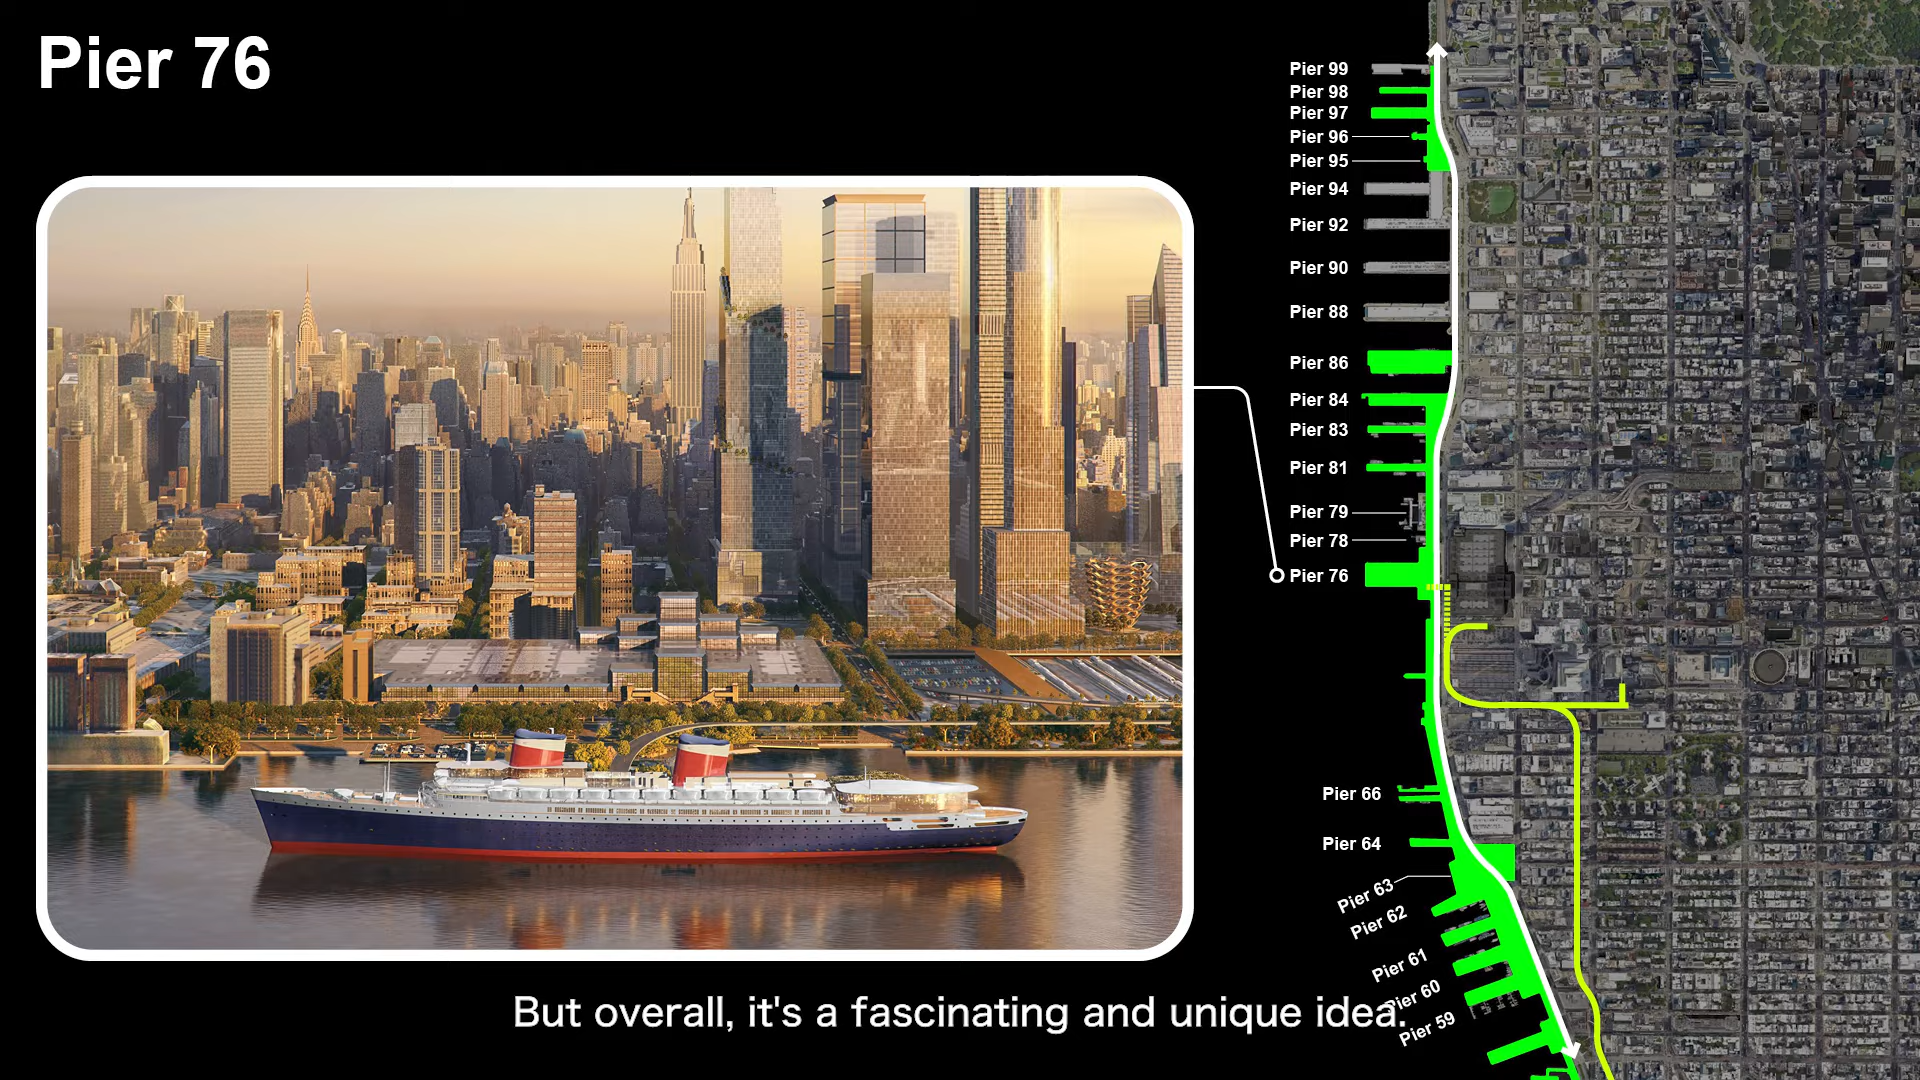 Pier 76
Pier 99
Pier 98
Pier 97
Pier 96
Pier 95
Pier 94
Pier 92
Pier 90
Pier 88
Pier 86
Pier 84
Pier 83
Pier 81
Pier 79
Pier 78
Pier 76
Pier 66
Pier 64
Pier 63
Pier 62
Pier 61
Pier 60
Pier 59
But overall, it's a fascinating and unique idea.